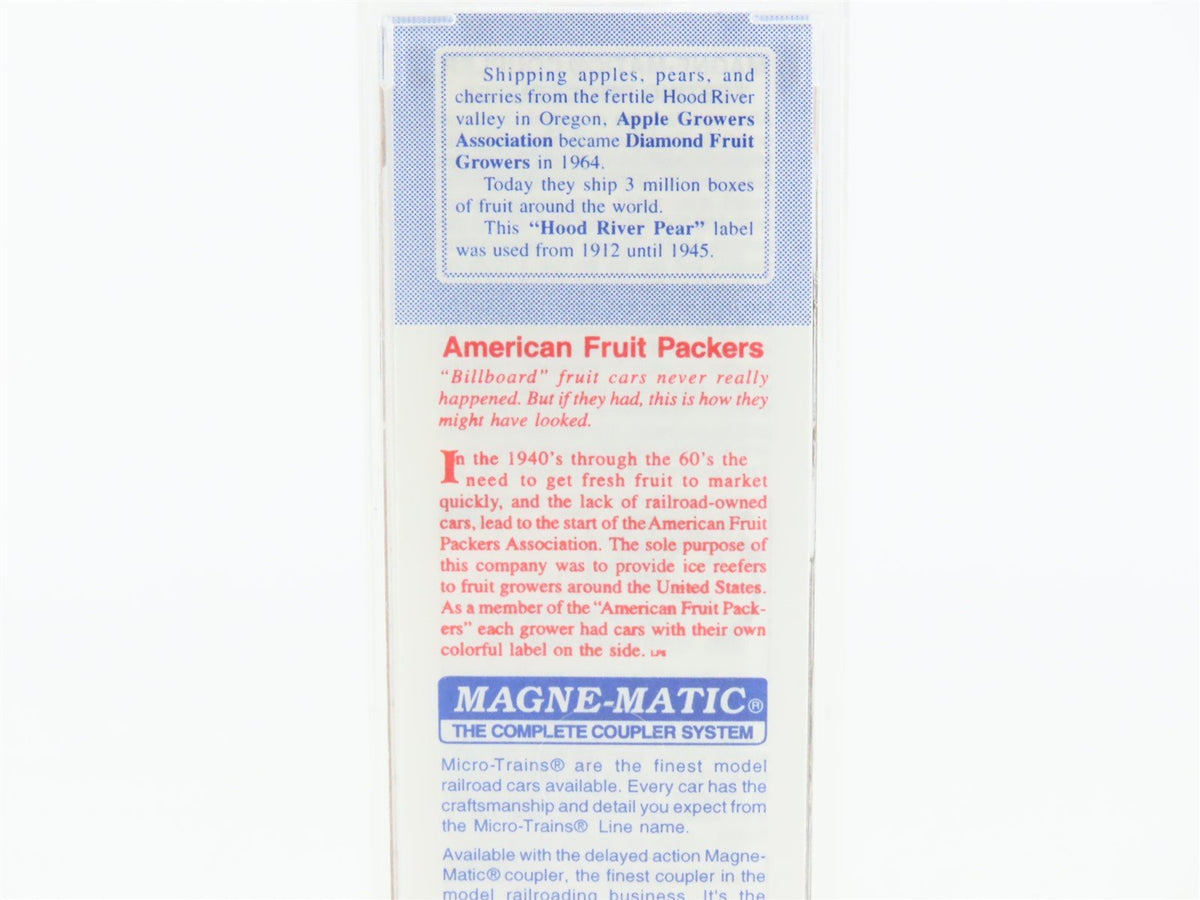 Shipping apples, pears, and
cherries from the fertile Hood River
valley in Oregon, Apple Growers
Association became Diamond Fruit
Growers in 1964.
Today they ship 3 million boxes
of fruit around the world.
This “Hood River Pear” label
was used from 1912 until 1945.
American Fruit Packers
“Billboard” fruit cars never really
happened. But if they had, this is how they
might have looked.
In the 1940's through the 60's the
need to get fresh fruit to market
quickly, and the lack of railroad-owned
cars, lead to the start of the American Fruit
Packers Association. The sole purpose of
this company was to provide ice reefers
to fruit growers around the United States.
As a member of the "American Fruit Pack-
ers" each grower had cars with their own
colorful label on the side.
MAGNE-MATIC®
THE COMPLETE COUPLER SYSTEM
Micro-Trains® are the finest model
railroad cars available. Every car has the
craftsmanship and detail you expect from
the Micro-Trains® Line name.
Available with the delayed action Magne-
Matic® coupler, the finest coupler in the
model railroading business. It's the